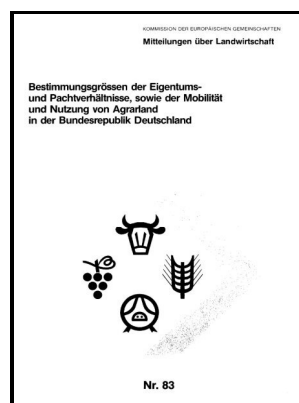 KOMMISSION DER EUROPÄISCHEN GEMEINSCHAFTEN
Mitteilungen über Landwirtschaft
Bestimmungsgrössen der Eigentums-
und Pachtverhältnisse, sowie der Mobilität
und Nutzung von Agrarland
in der Bundesrepublik Deutschland
Nr. 83